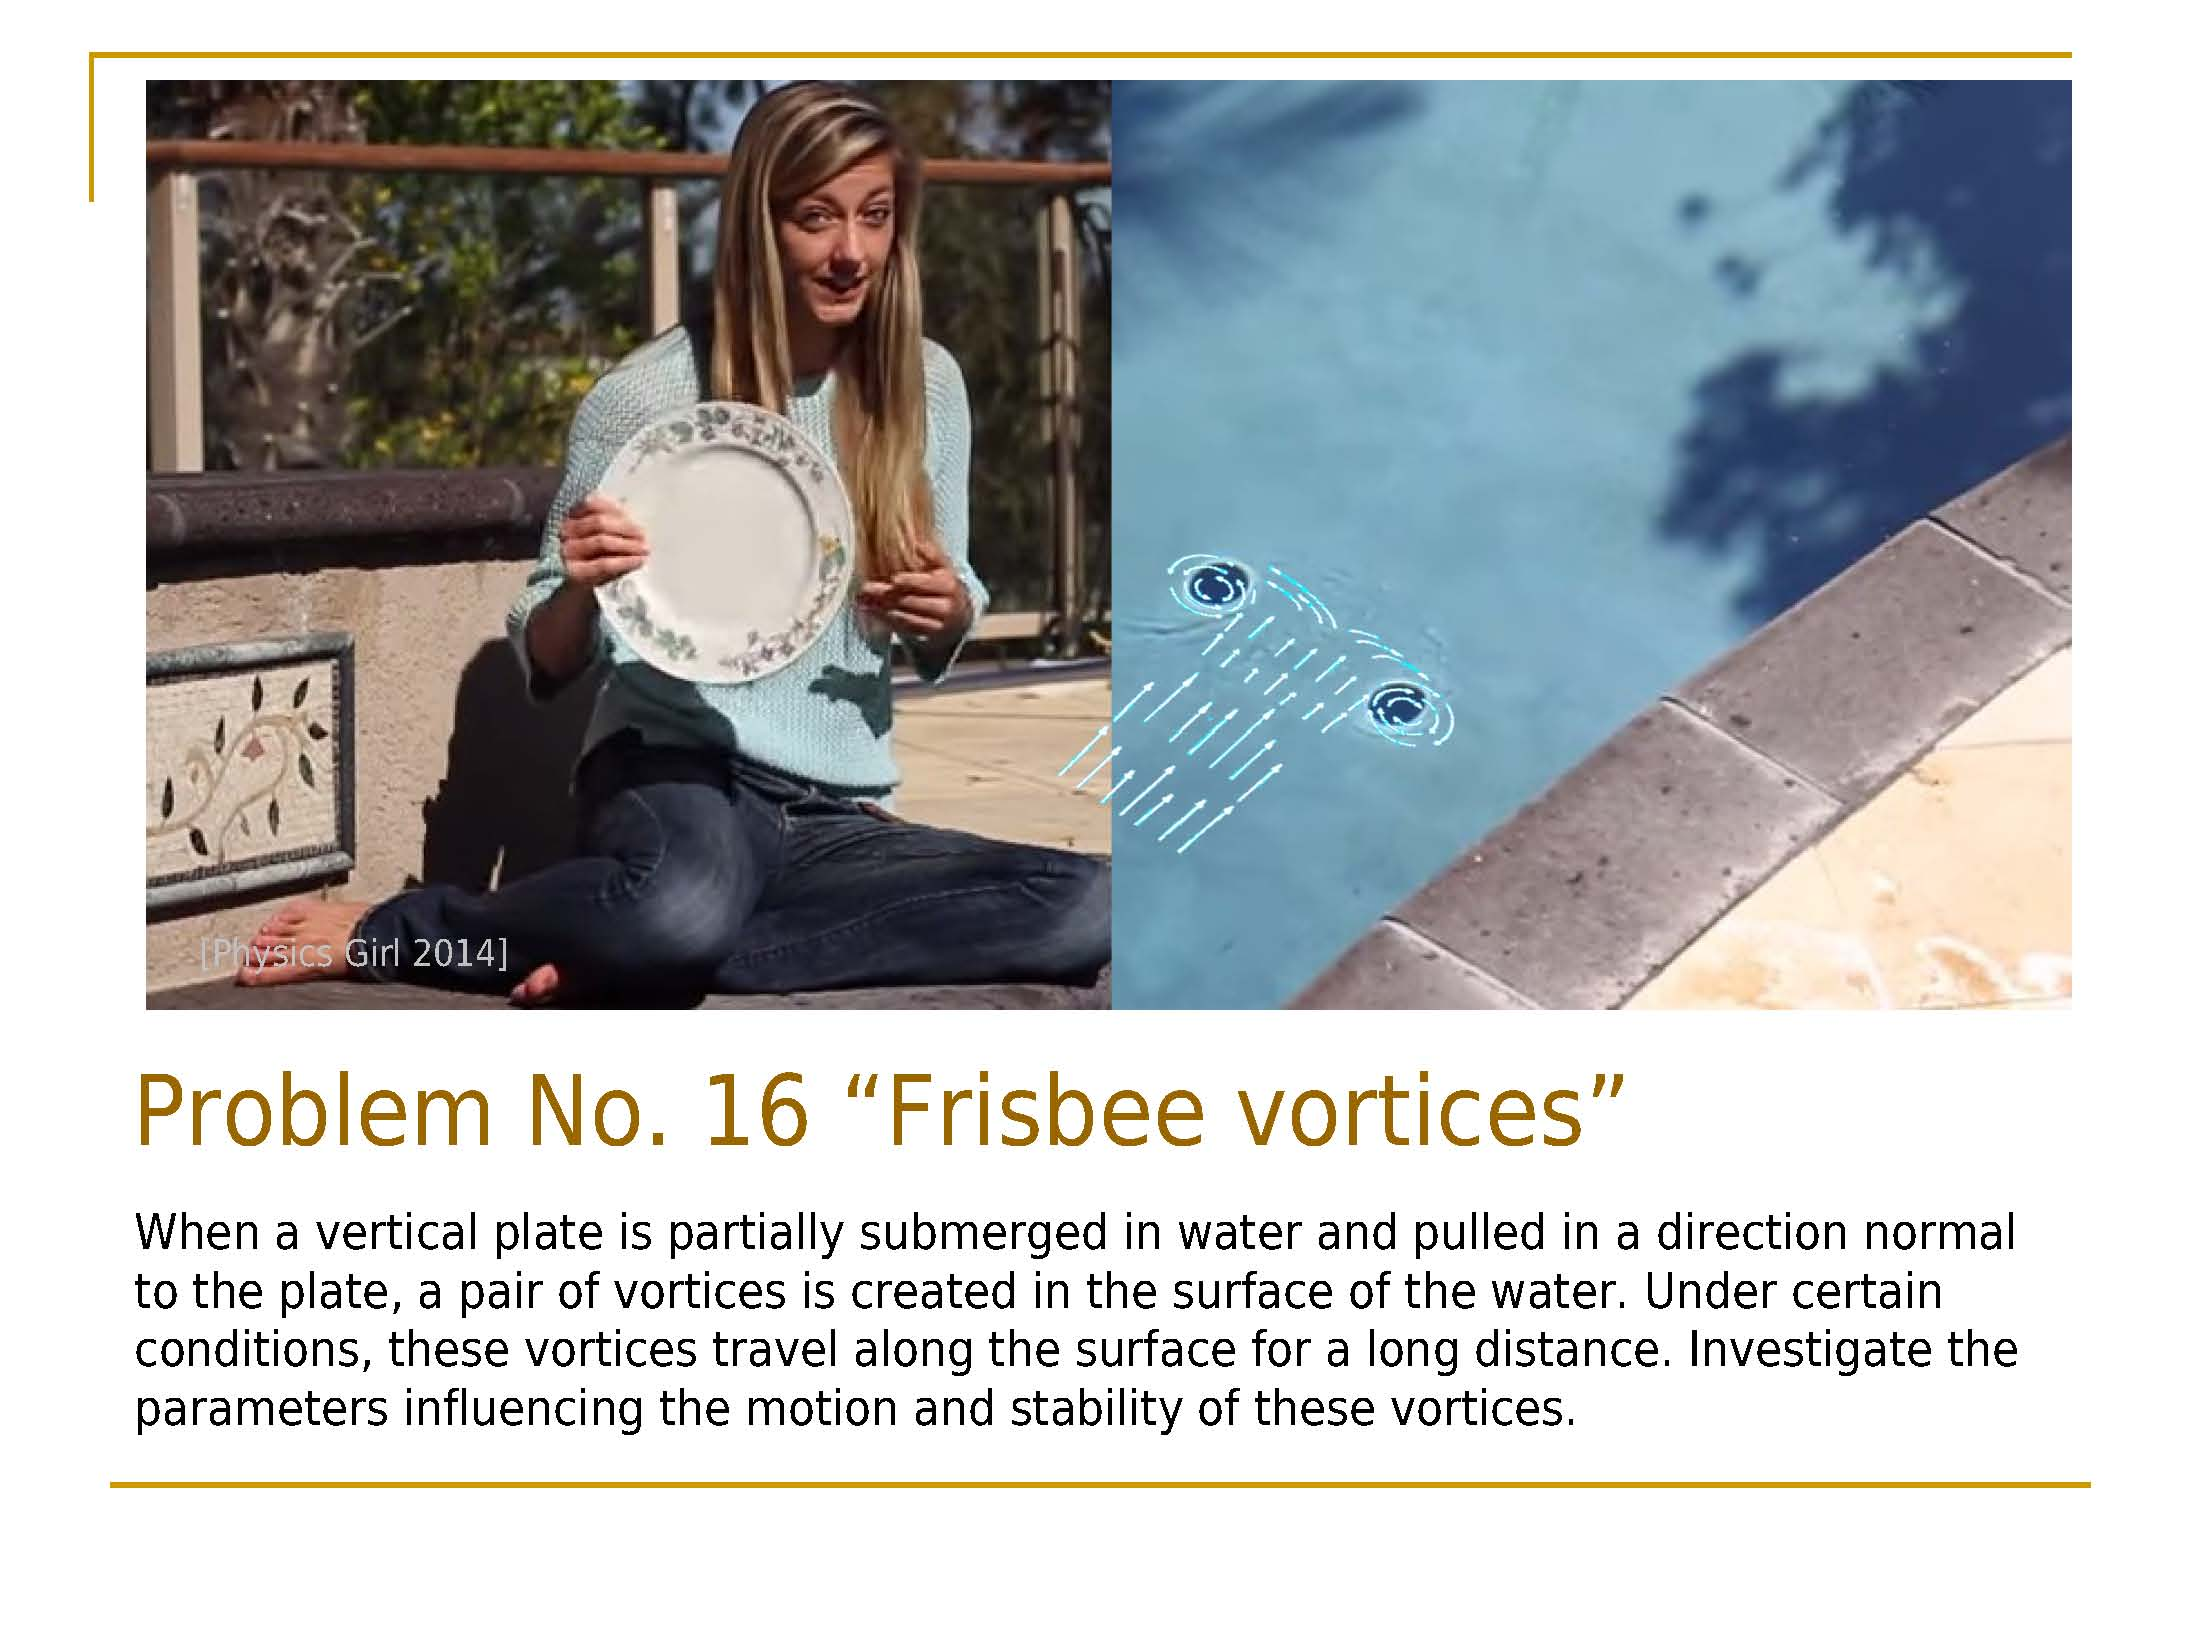 [Physics Girl 2014]
Problem No. 16 “Frisbee vortices”
When a vertical plate is partially submerged in water and pulled in a direction normal
to the plate, a pair of vortices is created in the surface of the water. Under certain
conditions, these vortices travel along the surface for a long distance. Investigate the
parameters influencing the motion and stability of these vortices.